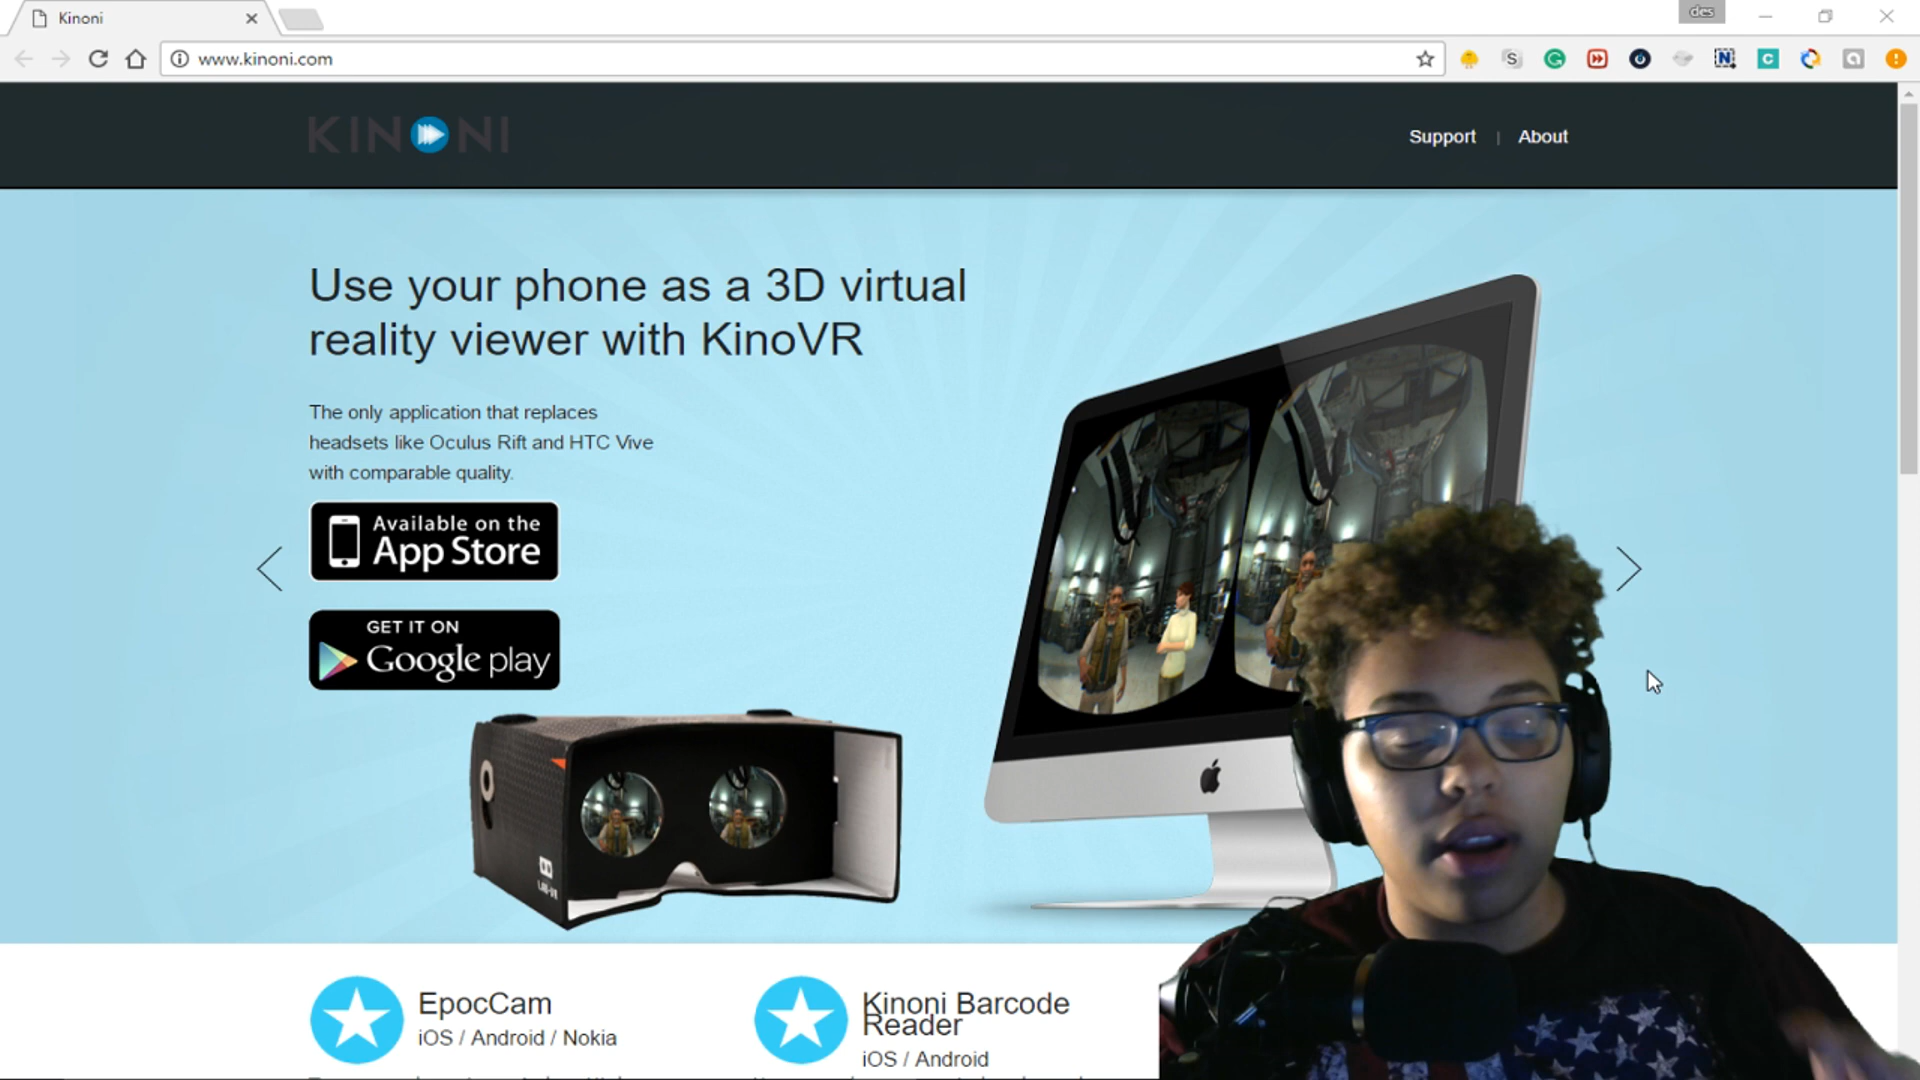 Kinoni
des
www.kinoni.com
KINONI
Support | About
Use your phone as a 3D virtual
reality viewer with KinoVR
The only application that replaces
headsets like Oculus Rift and HTC Vive
with comparable quality.
Available on the
App Store
GET IT ON
Google play
EpocCam
iOS / Android / Nokia
Kinoni Barcode
Reader
iOS / Android